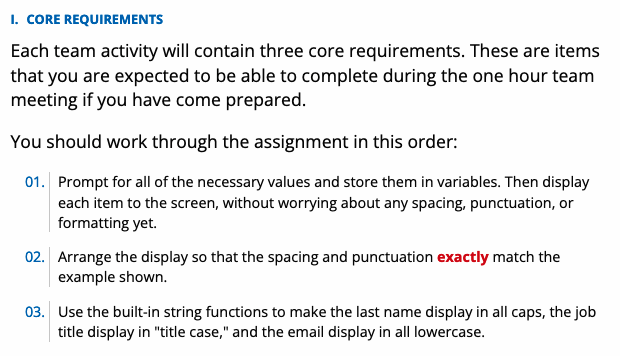 I. CORE REQUIREMENTS
Each team activity will contain three core requirements. These are items
that you are expected to be able to complete during the one hour team
meeting if you have come prepared.
You should work through the assignment in this order:
01. Prompt for all of the necessary values and store them in variables. Then display
each item to the screen, without worrying about any spacing, punctuation, or
formatting yet.
02. Arrange the display so that the spacing and punctuation exactly match the
example shown.
03. Use the built-in string functions to make the last name display in all caps, the job
title display in "title case," and the email display in all lowercase.